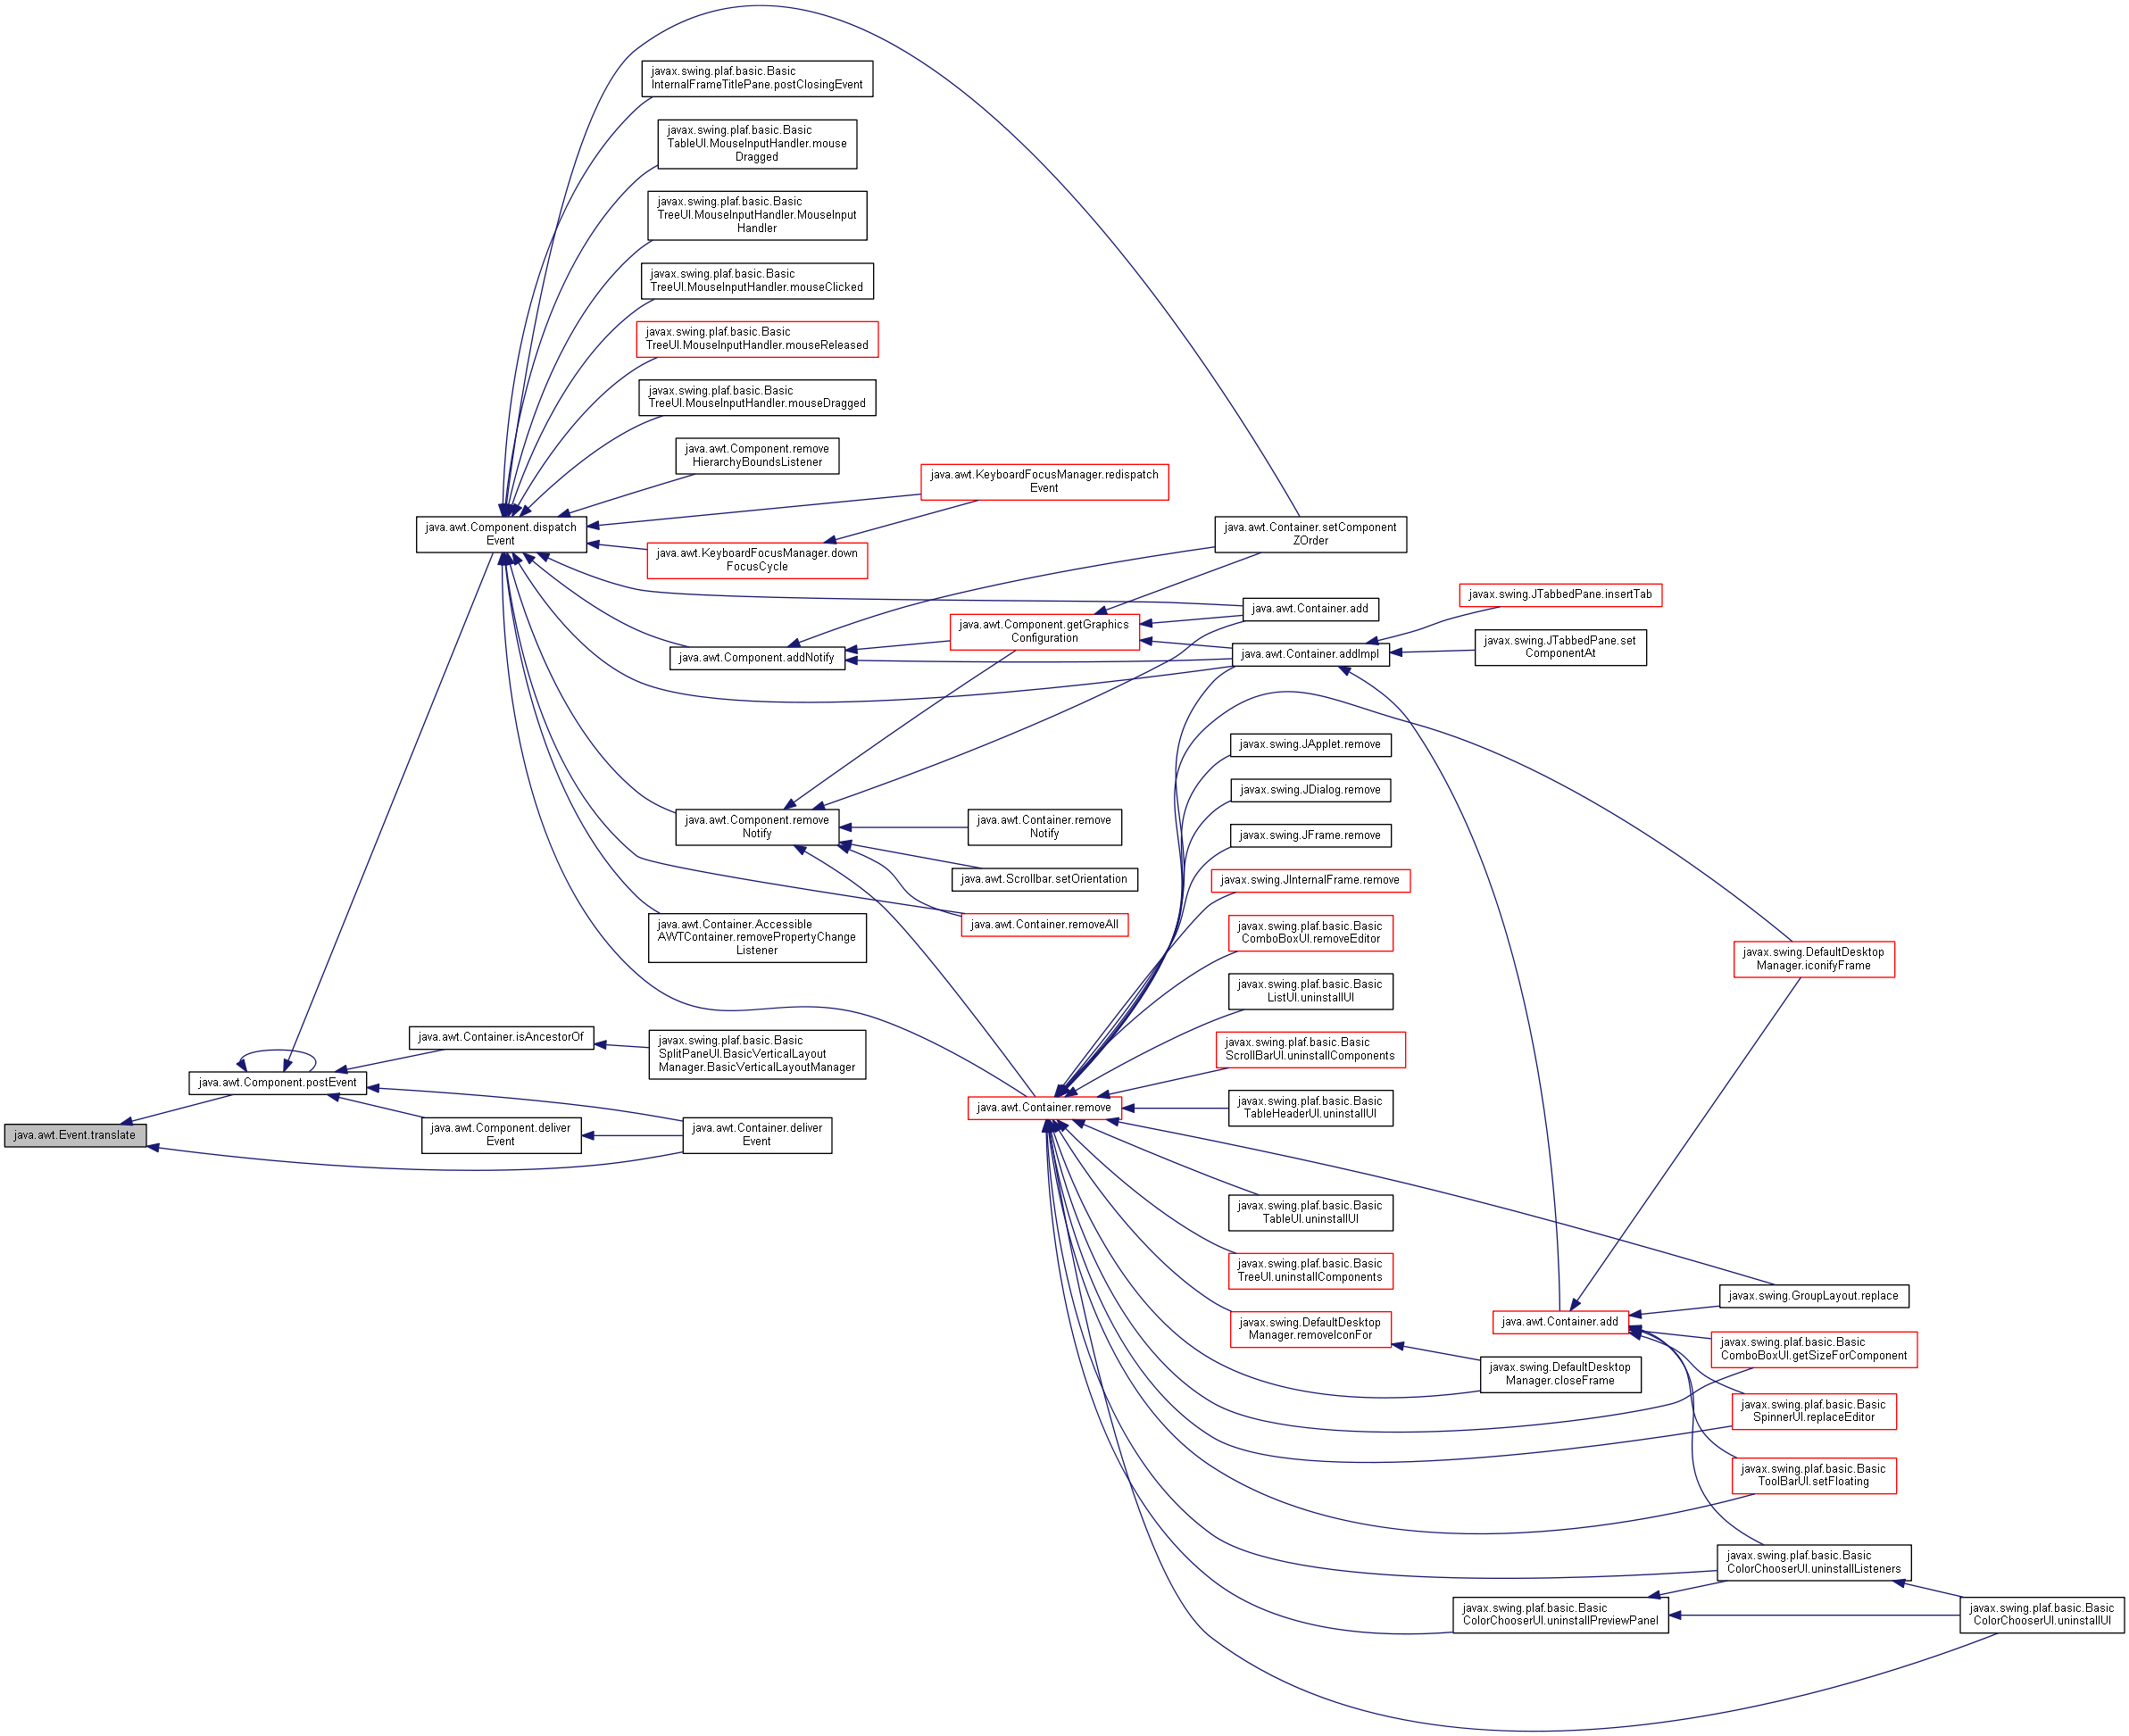 javax.swing.plaf.basic.Basic
InternalFrameTitlePane.postClosingEvent
javax.swing.plaf.basic.Basic
TableUI.MouseInputHandler.mouse
Dragged
javax.swing.plaf.basic.Basic
TreeUI.MouseInputHandler.MouseInput
Handler
javax.swing.plaf.basic.Basic
TreeUI.MouseInputHandler.mouseClicked
javax.swing.plaf.basic.Basic
TreeUI.MouseInputHandler.mouseReleased
javax.swing.plaf.basic.Basic
TreeUI.MouseInputHandler.mouseDragged
java.awt.Component.remove
HierarchyBoundsListener
java.awt.KeyboardFocusManager.redispatch
Event
java.awt.Component.dispatch
Event
java.awt.Container.setComponent
ZOrder
java.awt.KeyboardFocusManager.down
FocusCycle
javax.swing.JTabbedPane.insertTab
java.awt.Container.add
java.awt.Component.getGraphics
Configuration
javax.swing.JTabbedPane.set
ComponentAt
java.awt.Component.addNotify
java.awt.Container.addImpl
javax.swing.JApplet.remove
javax.swing.JDialog.remove
java.awt.Component.remove
Notify
java.awt.Container.remove
Notify
javax.swing.JFrame.remove
java.awt.Scrollbar.setOrientation
javax.swing.JInternalFrame.remove
java.awt.Container.removeAll
java.awt.Container.Accessible
AWTContainer.removePropertyChange
Listener
javax.swing.plaf.basic.Basic
ComboBoxUI.removeEditor
javax.swing.DefaultDesktop
Manager.iconifyFrame
javax.swing.plaf.basic.Basic
ListUI.uninstallUI
java.awt.Container.isAncestorOf
javax.swing.plaf.basic.Basic
SplitPaneUI.BasicVerticalLayout
Manager.BasicVerticalLayoutManager
javax.swing.plaf.basic.Basic
ScrollBarUI.uninstallComponents
java.awt.Component.postEvent
java.awt.Container.remove
javax.swing.plaf.basic.Basic
TableHeaderUI.uninstallUI
java.awt.Event.translate
java.awt.Component.deliver
Event
java.awt.Container.deliver
Event
javax.swing.plaf.basic.Basic
TableUI.uninstallUI
javax.swing.plaf.basic.Basic
TreeUI.uninstallComponents
javax.swing.GroupLayout.replace
javax.swing.DefaultDesktop
Manager.removeIconFor
java.awt.Container.add
javax.swing.plaf.basic.Basic
ComboBoxUI.getSizeForComponent
javax.swing.DefaultDesktop
Manager.closeFrame
javax.swing.plaf.basic.Basic
SpinnerUI.replaceEditor
javax.swing.plaf.basic.Basic
ToolBarUI.setFloating
javax.swing.plaf.basic.Basic
ColorChooserUI.uninstallListeners
javax.swing.plaf.basic.Basic
ColorChooserUI.uninstallPreviewPanel
javax.swing.plaf.basic.Basic
ColorChooserUI.uninstallUI